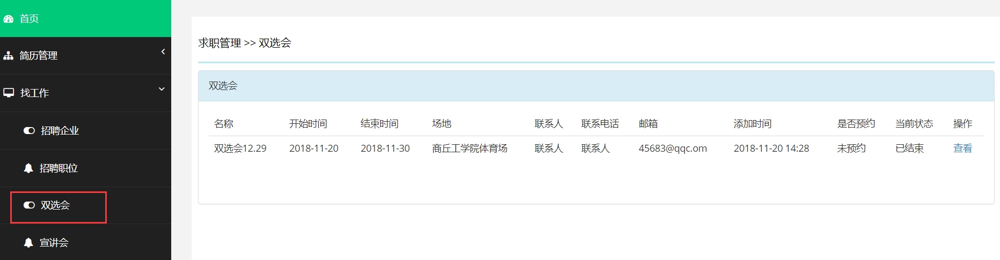 首页
简历管理
找工作
招聘企业
招聘职位
双选会
宣讲会
求职管理 >> 双选会
双选会
名称 开始时间 结束时间 场地 联系人 联系电话 邮箱 添加时间 是否预约 当前状态 操作
双选会12.29 2018-11-20 2018-11-30 商丘工学院体育场 联系人 联系人 45683@qqc.om 2018-11-20 14:28 未预约 已结束 查看